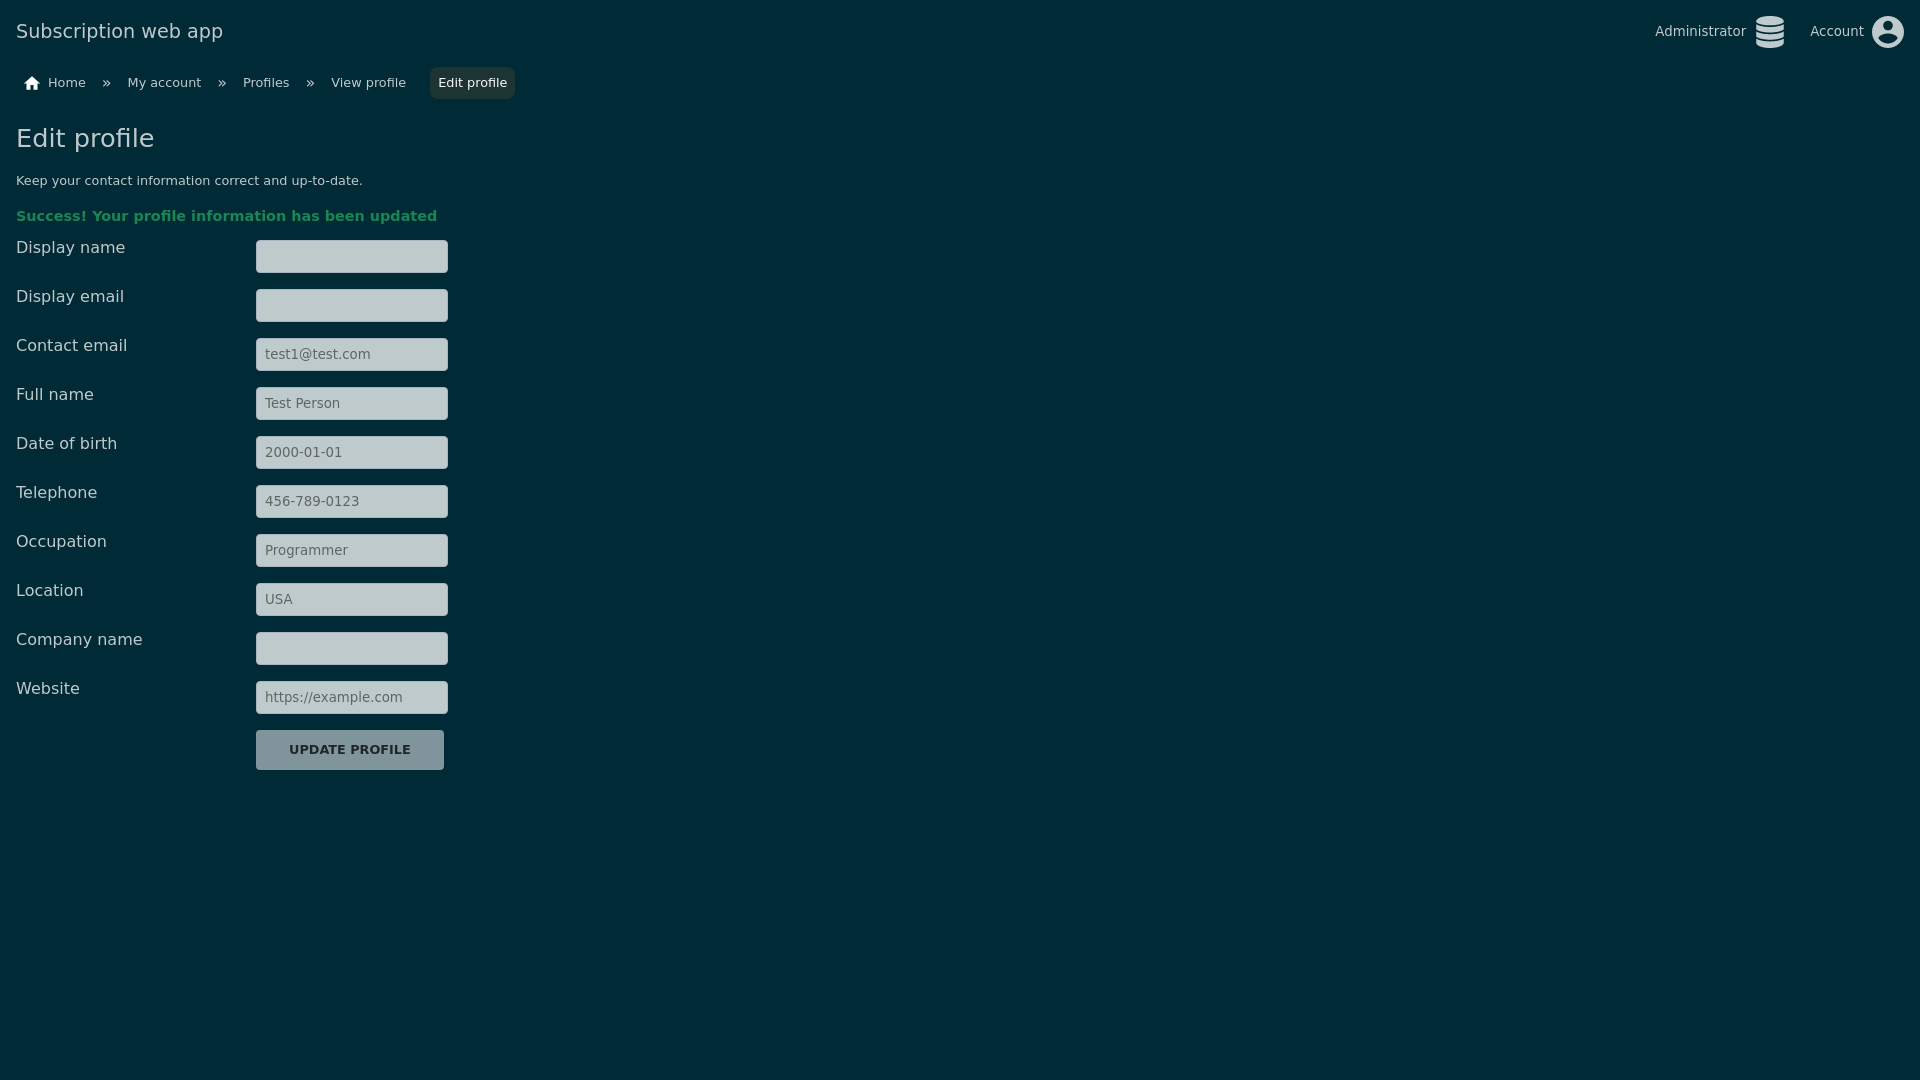 Subscription web app
Administrator
Account
Home » My account » Profiles » View profile Edit profile
Edit profile
Keep your contact information correct and up-to-date.
Success! Your profile information has been updated
Display name
Display email
Contact email test1@test.com
Full name Test Person
Date of birth 2000-01-01
Telephone 456-789-0123
Occupation Programmer
Location USA
Company name
Website https://example.com
UPDATE PROFILE